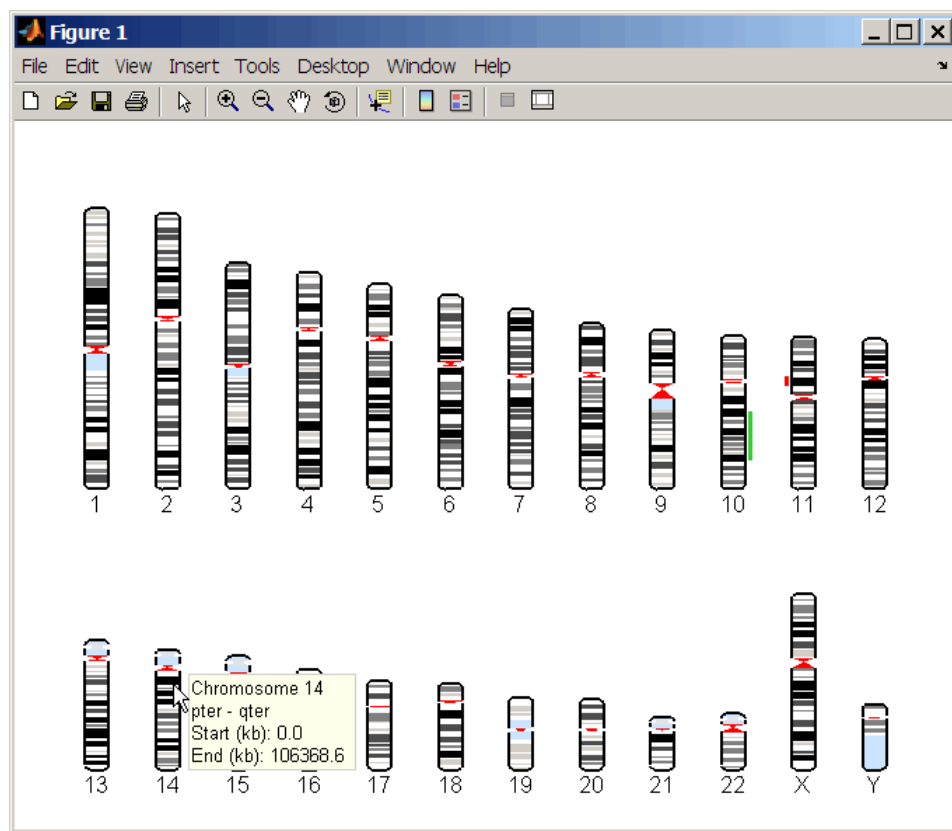 Figure 1
File Edit View Insert Tools Desktop Window Help
1 2 3 4 5 6 7 8 9 10 11 12
Chromosome 14
pter - qter
Start (kb): 0.0
End (kb): 106368.6
13 14 15 16 17 18 19 20 21 22 X Y